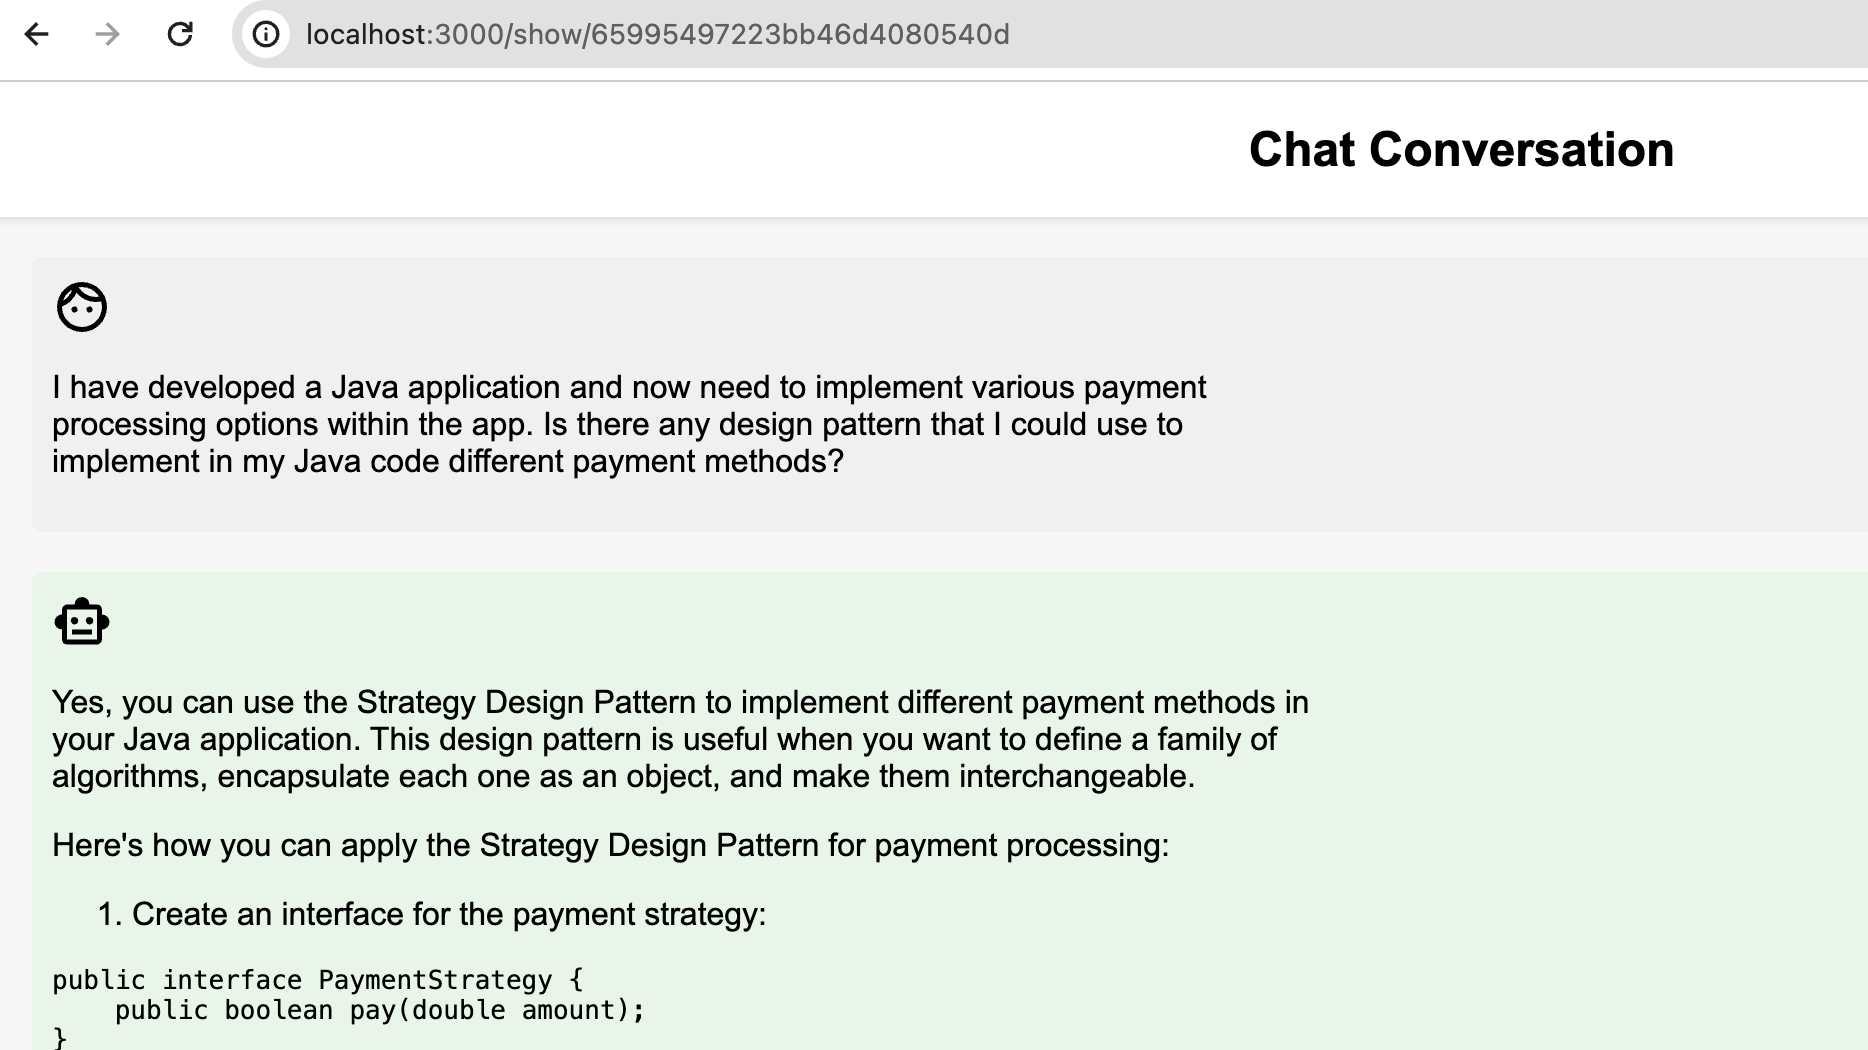 localhost:3000/show/65995497223bb46d4080540d
Chat Conversation
I have developed a Java application and now need to implement various payment
processing options within the app. Is there any design pattern that I could use to
implement in my Java code different payment methods?
Yes, you can use the Strategy Design Pattern to implement different payment methods in
your Java application. This design pattern is useful when you want to define a family of
algorithms, encapsulate each one as an object, and make them interchangeable.
Here's how you can apply the Strategy Design Pattern for payment processing:
1. Create an interface for the payment strategy:
public interface PaymentStrategy {
    public boolean pay(double amount);
}